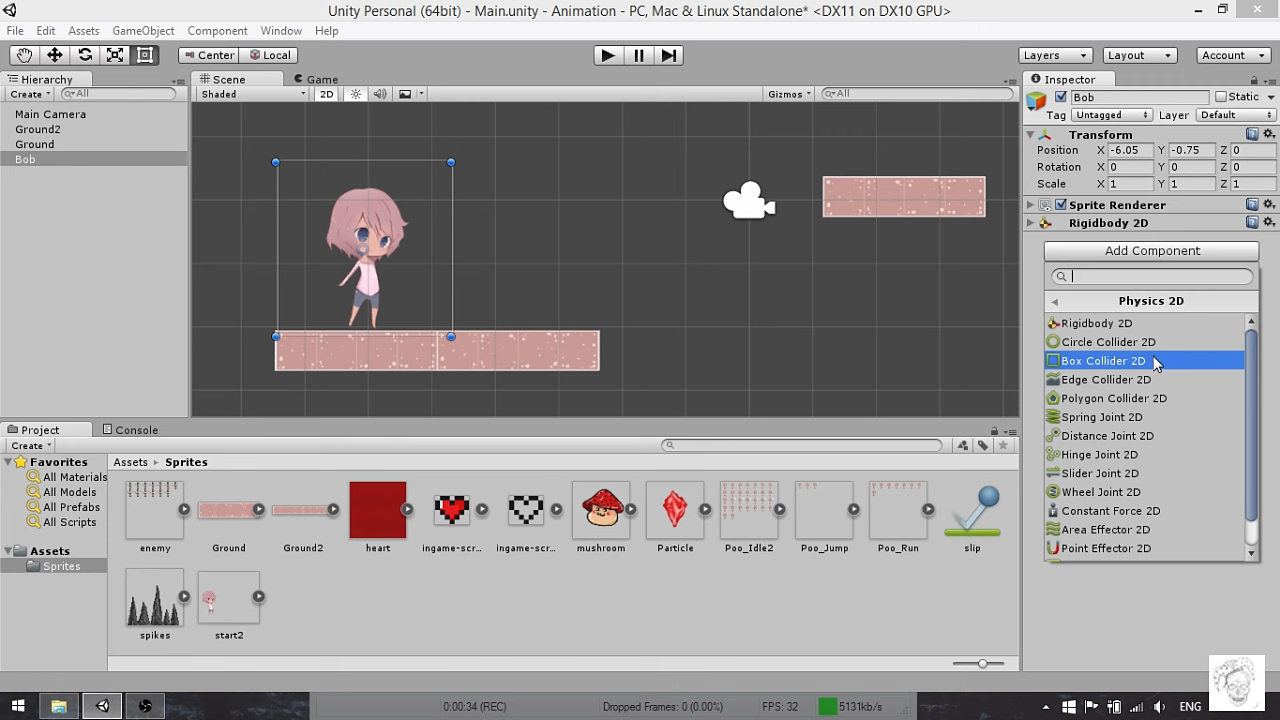 Unity Personal (64bit) - Main.unity - Animation - PC, Mac & Linux Standalone* <DX11 on DX10 GPU>
File Edit Assets GameObject Component Window Help
Center Local Layers Layout Account
Hierarchy Scene Game Inspector
Create All Shaded 2D Gizmos All Bob Static
Tag Untagged Layer Default
Main Camera
Ground2
Ground
Bob
Transform
Position X -6.05 Y -0.75 Z 0
Rotation X 0 Y 0 Z 0
Scale X 1 Y 1 Z 1
Sprite Renderer
Rigidbody 2D
Add Component
Physics 2D
Rigidbody 2D
Circle Collider 2D
Box Collider 2D
Edge Collider 2D
Polygon Collider 2D
Spring Joint 2D
Distance Joint 2D
Hinge Joint 2D
Slider Joint 2D
Wheel Joint 2D
Constant Force 2D
Area Effector 2D
Point Effector 2D
Project Console
Create
Favorites
All Materials
All Models
All Prefabs
All Scripts
Assets
Sprites
Assets Sprites
enemy Ground Ground2 heart ingame-scr... ingame-scr... mushroom Particle Poo_Idle2 Poo_Jump Poo_Run slip
spikes start2
0:00:34 (REC) Dropped Frames: 0 (0.00%) FPS: 32 5131kb/s ENG